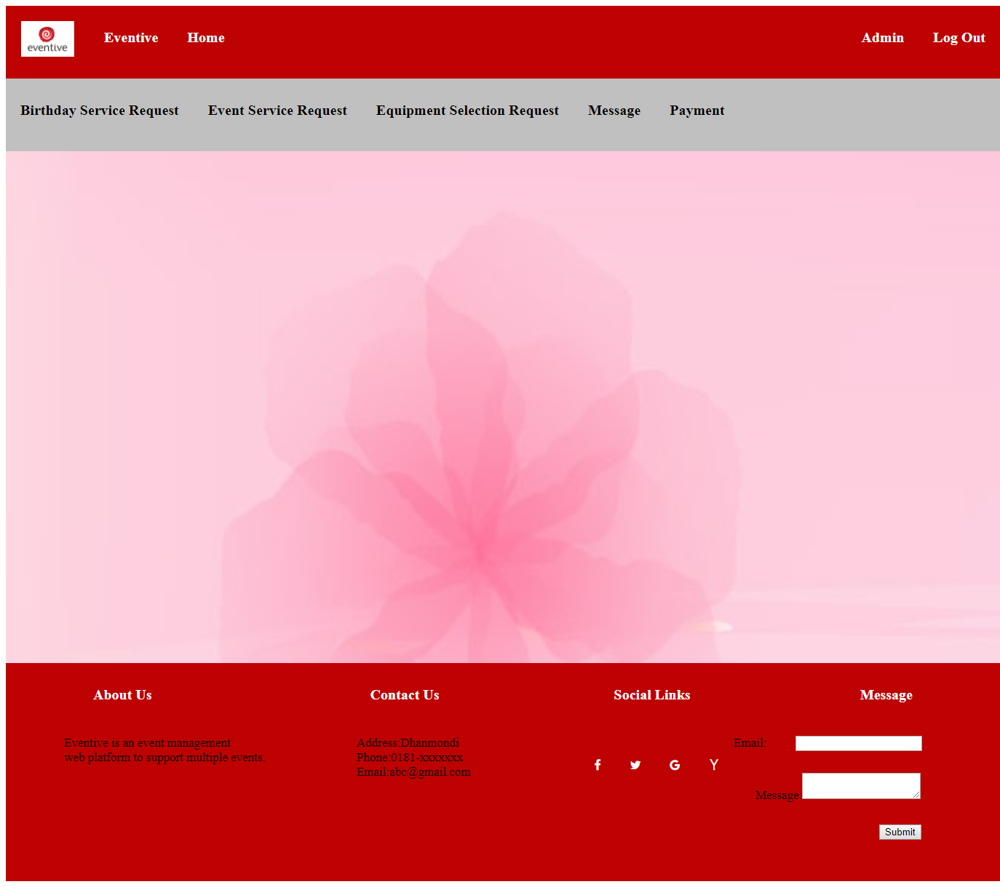 eventive
Eventive Home Admin Log Out
Birthday Service Request Event Service Request Equipment Selection Request Message Payment
About Us Contact Us Social Links Message
Eventive is an event management
web platform to support multiple events.
Address:Dhanmondi
Phone:0181-xxxxxxx
Email:abc@gmail.com
Email:
Message:
Submit